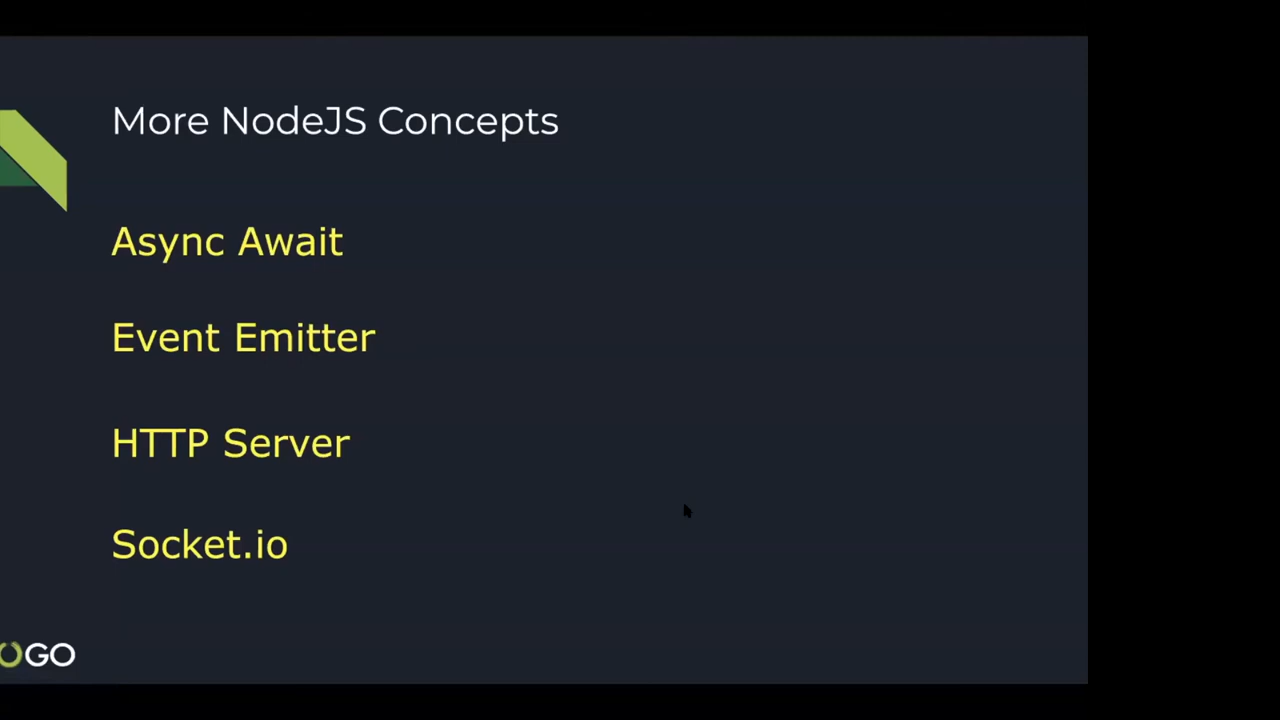 More NodeJS Concepts
Async Await
Event Emitter
HTTP Server
Socket.io
GO